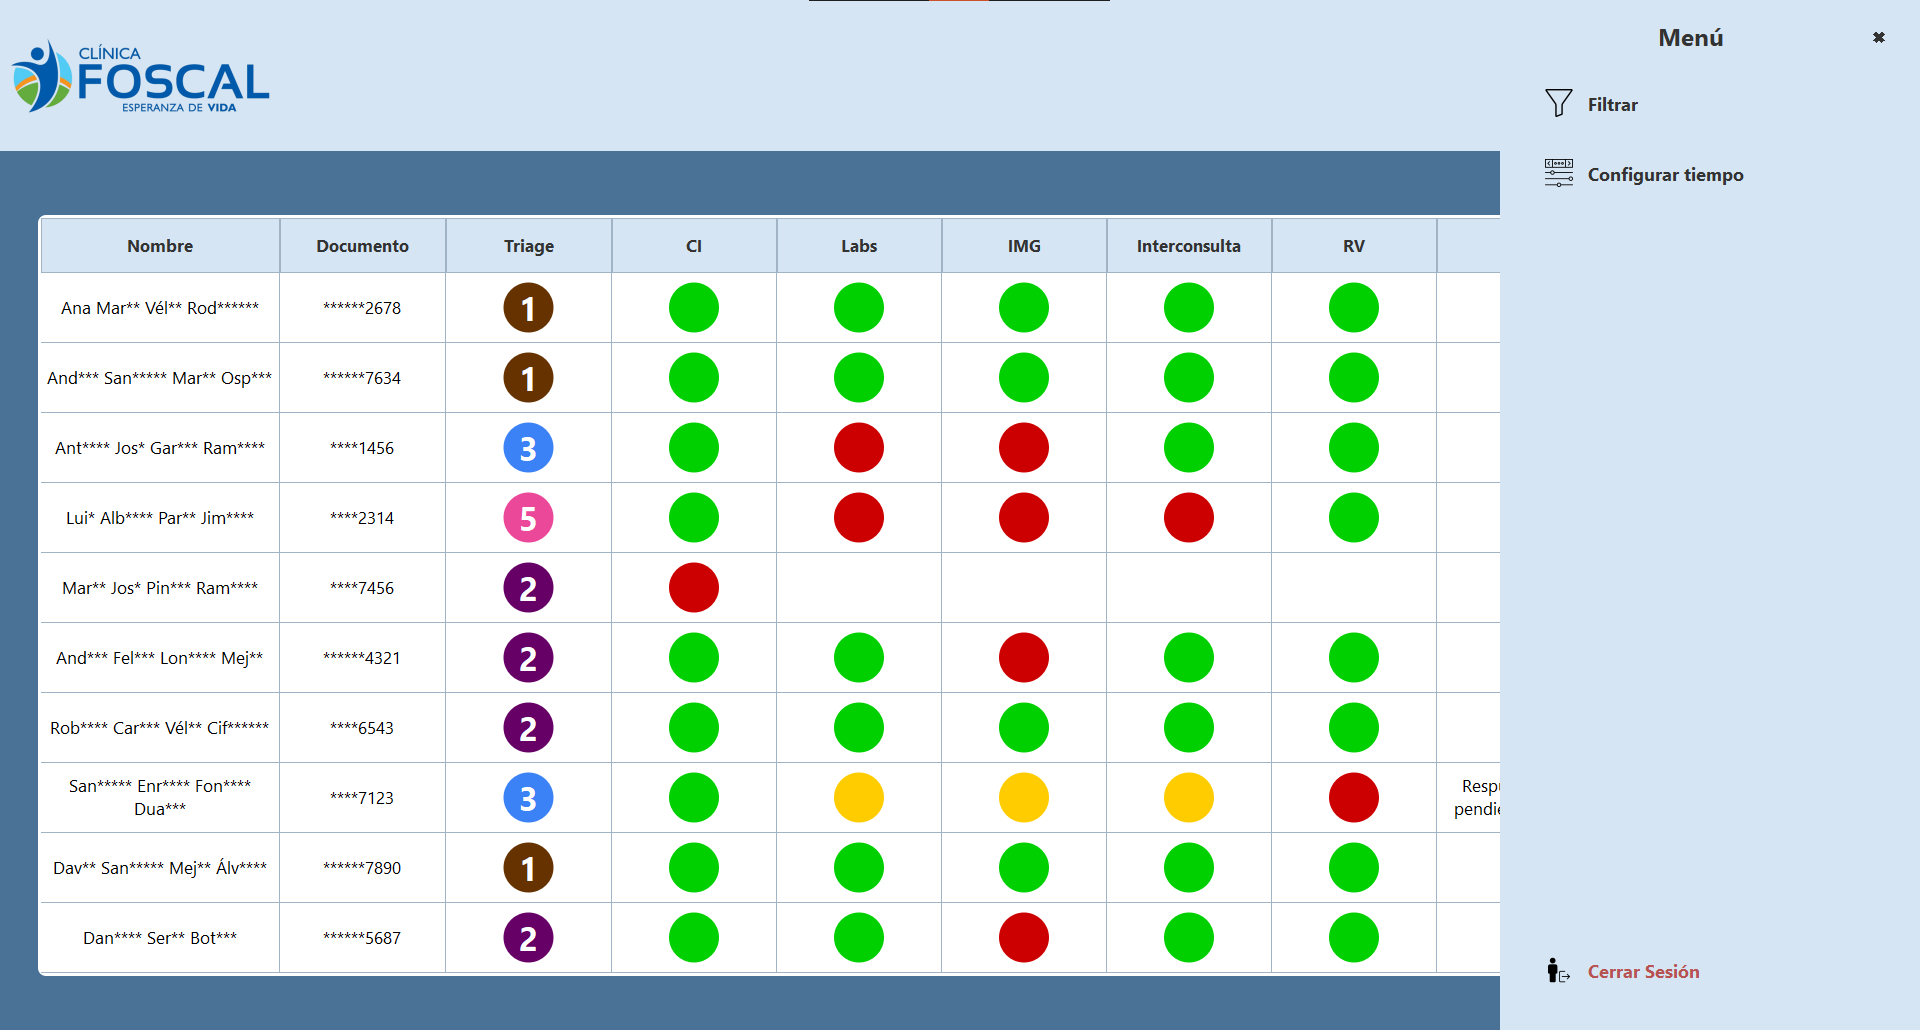 CLÍNICA
FOSCAL
ESPERANZA DE VIDA
Menú
Filtrar
Configurar tiempo
Nombre Documento Triage CI Labs IMG Interconsulta RV
Ana Mar** Vél** Rod****** ******2678 1
And*** San***** Mar** Osp*** ******7634 1
Ant**** Jos* Gar*** Ram**** ****1456 3
Lui* Alb**** Par** Jim**** ****2314 5
Mar** Jos* Pin*** Ram**** ****7456 2
And*** Fel*** Lon**** Mej** ******4321 2
Rob**** Car*** Vél** Cif****** ****6543 2
San***** Enr**** Fon****
Dua*** ****7123 3
Dav** San***** Mej** Álv**** ******7890 1
Dan**** Ser** Bot*** ******5687 2
Cerrar Sesión